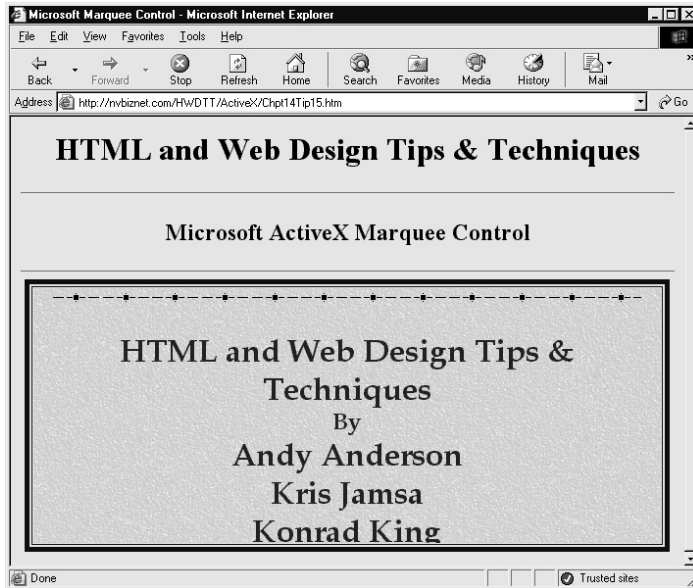 Microsoft Marquee Control - Microsoft Internet Explorer
File Edit View Favorites Tools Help
Back Forward Stop Refresh Home Search Favorites Media History Mail »
Address http://nvbiznet.com/HWDTT/ActiveX/Chpt14Tip15.htm Go
HTML and Web Design Tips & Techniques
Microsoft ActiveX Marquee Control
HTML and Web Design Tips &
Techniques
By
Andy Anderson
Kris Jamsa
Konrad King
Done Trusted sites